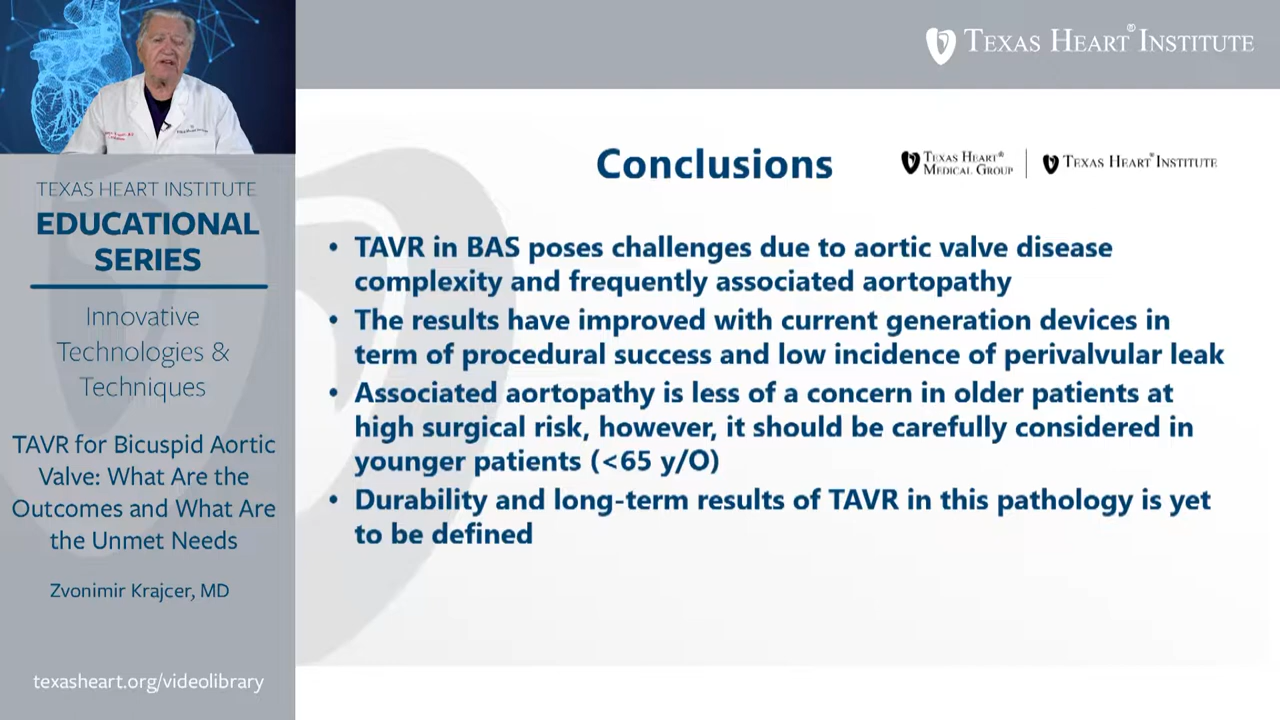 TEXAS HEART® INSTITUTE
TEXAS HEART INSTITUTE
EDUCATIONAL
SERIES
Innovative
Technologies &
Techniques
TAVR for Bicuspid Aortic
Valve: What Are the
Outcomes and What Are
the Unmet Needs
Zvonimir Krajcer, MD
texasheart.org/videolibrary
Conclusions
TEXAS HEART®
MEDICAL GROUP
TEXAS HEART® INSTITUTE
• TAVR in BAS poses challenges due to aortic valve disease
complexity and frequently associated aortopathy
• The results have improved with current generation devices in
term of procedural success and low incidence of perivalvular leak
• Associated aortopathy is less of a concern in older patients at
high surgical risk, however, it should be carefully considered in
younger patients (<65 y/O)
• Durability and long-term results of TAVR in this pathology is yet
to be defined